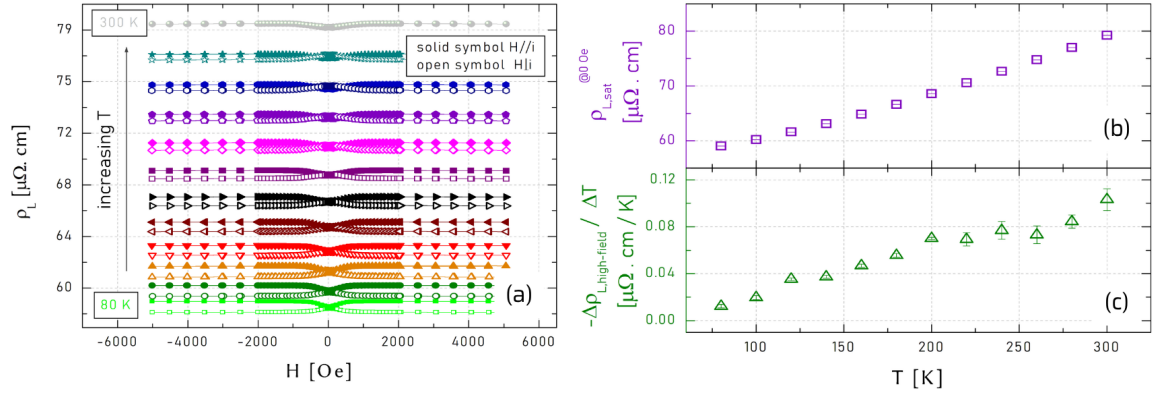 300 K
79
75
72
68
64
60
ρL [μΩ. cm]
increasing T
80 K
solid symbol H//i
open symbol H⊥i
(a)
-6000 -4000 -2000 0 2000 4000 6000
H [Oe]
80
70
60
ρL,sat @0 Oe
[μΩ . cm]
(b)
0.12
0.08
0.04
0.00
-ΔρL,high-field / ΔT
[μΩ. cm / K]
(c)
100 150 200 250 300
T [K]